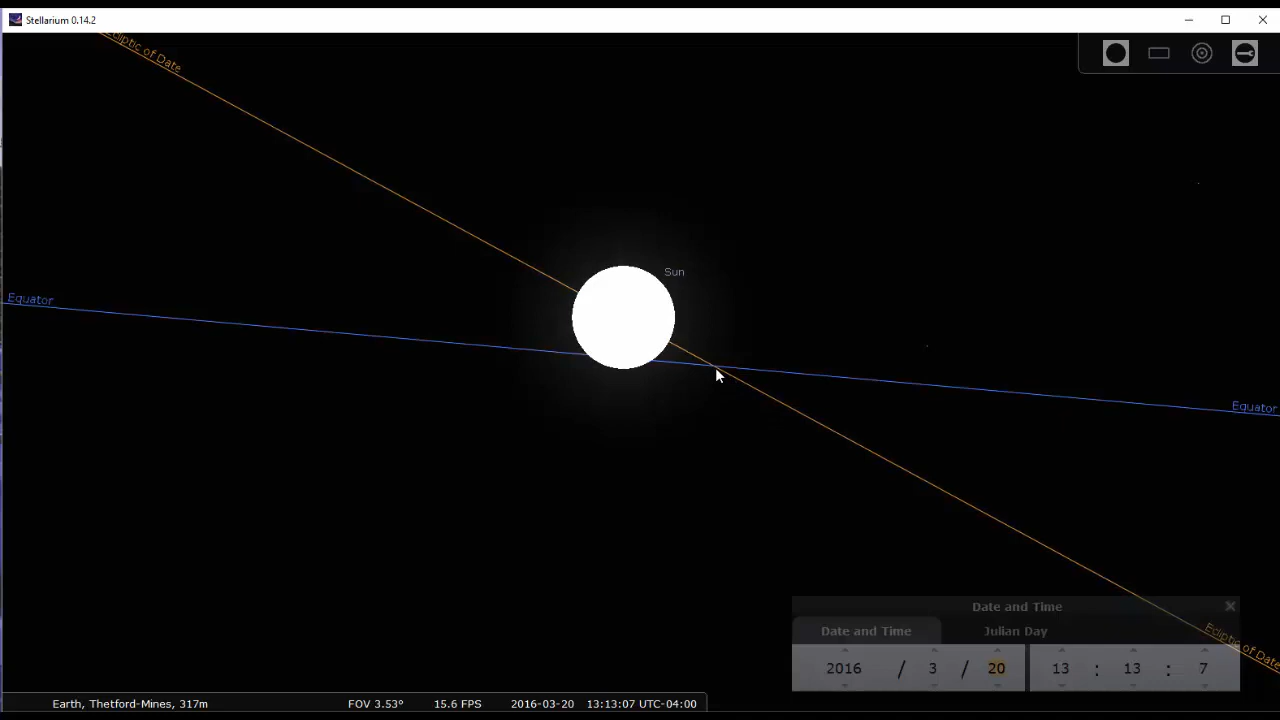 Stellarium 0.14.2
Ecliptic of Date
Sun
Equator
Equator
Date and Time
Date and Time Julian Day
Ecliptic of Date
2016 / 3 / 20 13 : 13 : 7
Earth, Thetford-Mines, 317m FOV 3.53° 15.6 FPS 2016-03-20 13:13:07 UTC-04:00